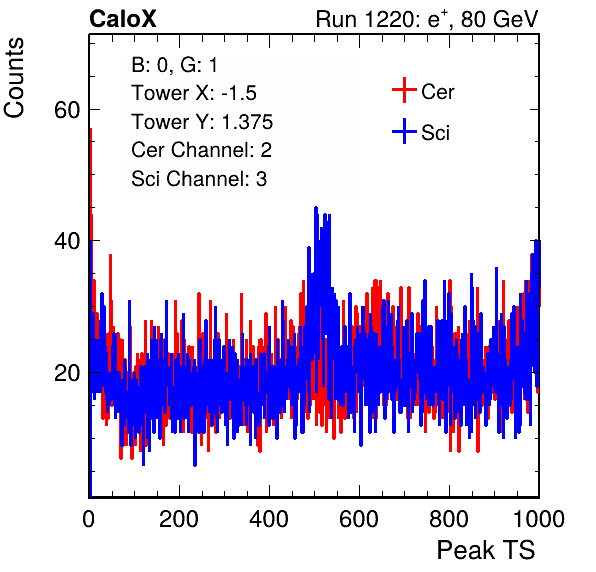 CaloX Run 1220: e⁺, 80 GeV
B: 0, G: 1
Tower X: -1.5
Tower Y: 1.375
Cer Channel: 2
Sci Channel: 3
Cer
Sci
Counts
60
40
20
0 200 400 600 800 1000
Peak TS